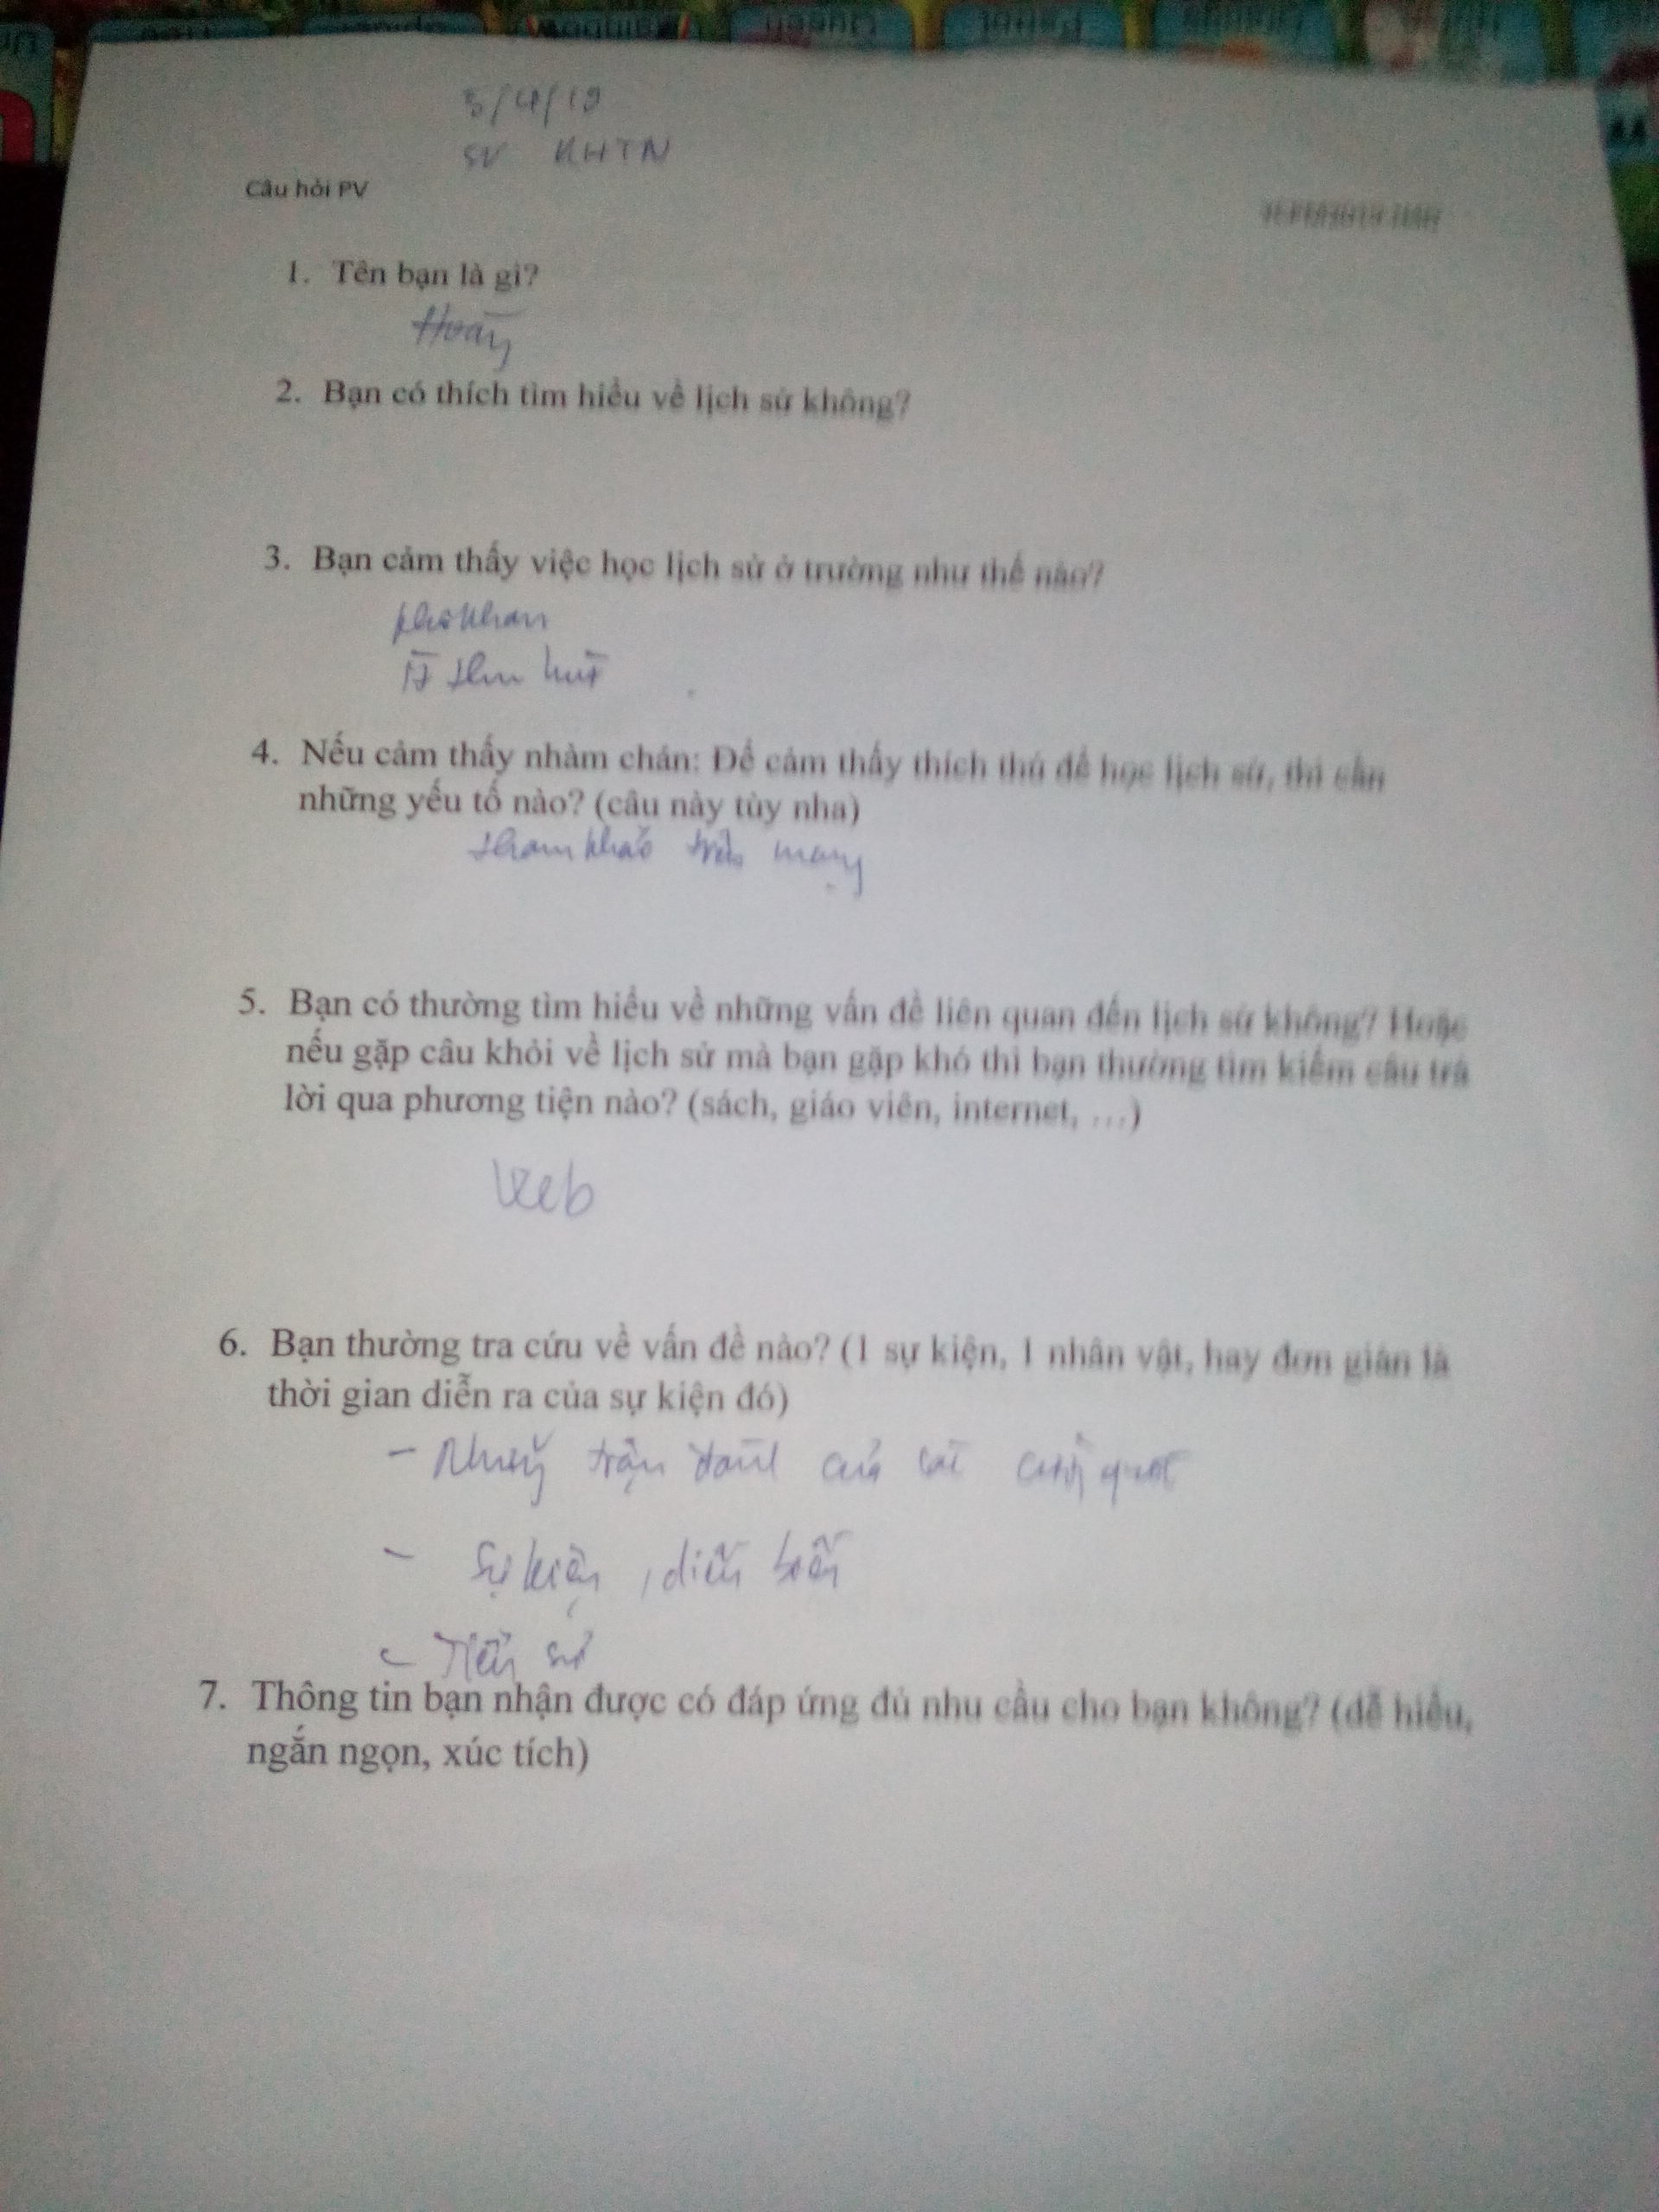 3/4/19
SV KHTN
Câu hỏi PV
1. Tên bạn là gì?
Hoàng
2. Bạn có thích tìm hiểu về lịch sử không?
3. Bạn cảm thấy việc học lịch sử ở trường như thế nào?
khô khan
ít thu hút
4. Nếu cảm thấy nhàm chán: Để cảm thấy thích thú để học lịch sử, thì cần
những yếu tố nào? (câu này tùy nha)
tham khảo trên mạng
5. Bạn có thường tìm hiểu về những vấn đề liên quan đến lịch sử không? Hoặc
nếu gặp câu khỏi về lịch sử mà bạn gặp khó thì bạn thường tìm kiếm câu trả
lời qua phương tiện nào? (sách, giáo viên, internet, …)
Web
6. Bạn thường tra cứu về vấn đề nào? (1 sự kiện, 1 nhân vật, hay đơn giản là
thời gian diễn ra của sự kiện đó)
- Những trận đánh của các cường quốc
- Sự kiện, diễn biến
- Tiểu sử
7. Thông tin bạn nhận được có đáp ứng đủ nhu cầu cho bạn không? (dễ hiểu,
ngắn ngọn, xúc tích)